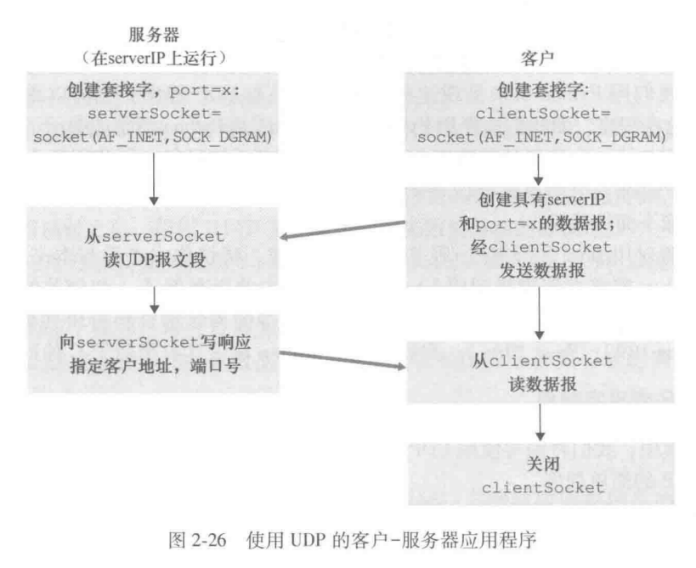 服务器
（在serverIP上运行）
创建套接字，port=x:
serverSocket=
socket(AF_INET,SOCK_DGRAM)
从serverSocket
读UDP报文段
向serverSocket写响应
指定客户地址，端口号
客户
创建套接字:
clientSocket=
socket(AF_INET,SOCK_DGRAM)
创建具有serverIP
和port=x的数据报；
经clientSocket
发送数据报
从clientSocket
读数据报
关闭
clientSocket
图 2-26 使用 UDP 的客户-服务器应用程序